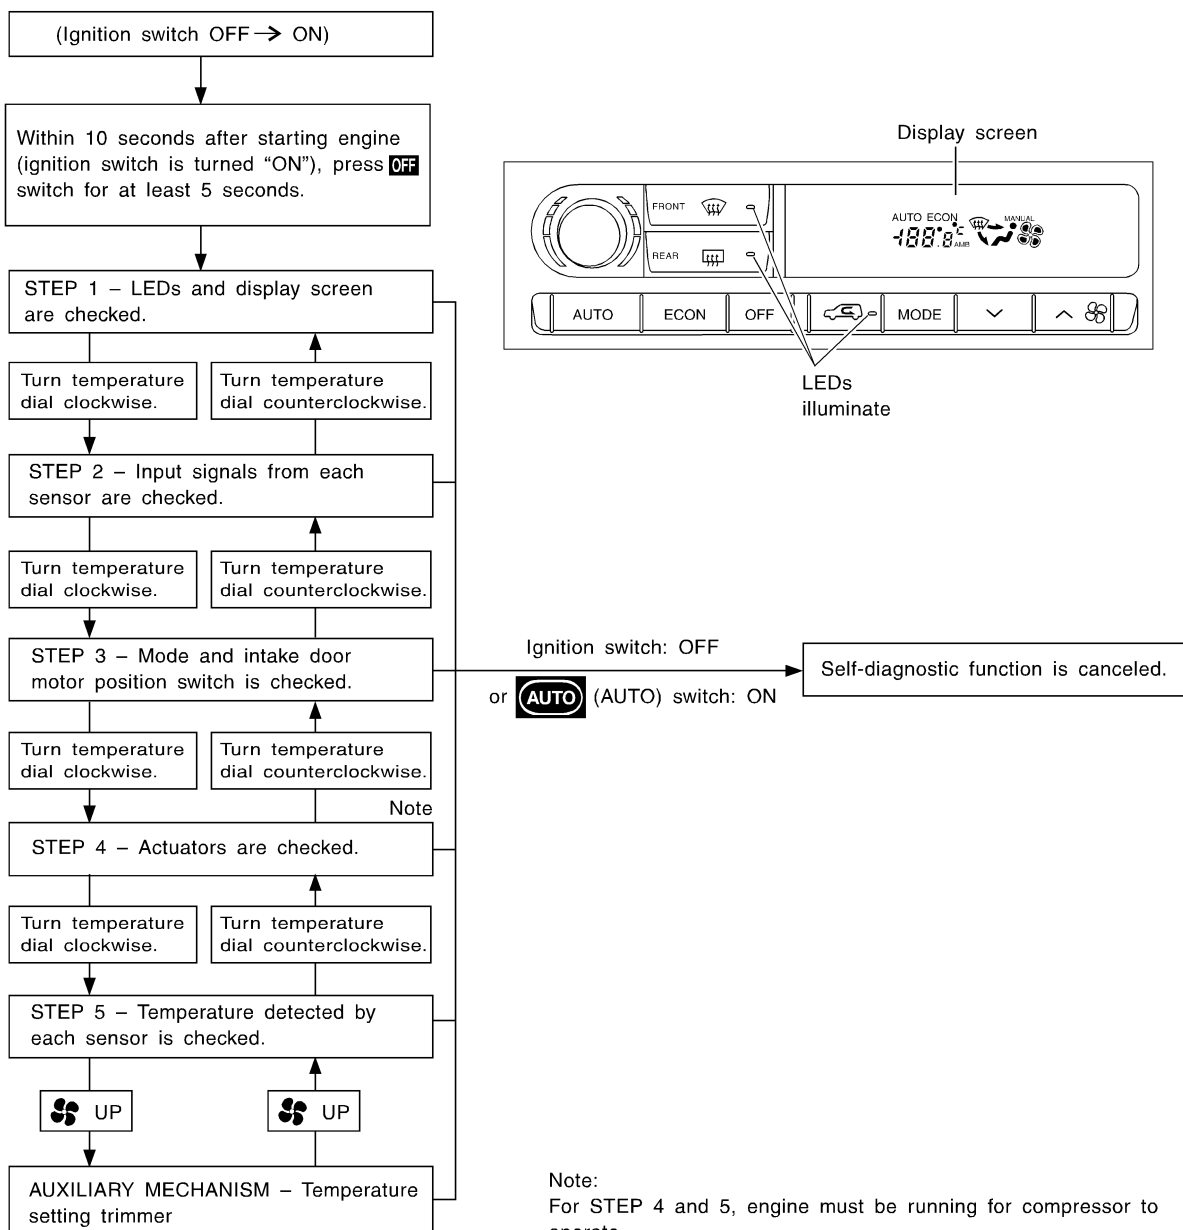 (Ignition switch OFF → ON)
Within 10 seconds after starting engine
(ignition switch is turned “ON”), press OFF
switch for at least 5 seconds.
STEP 1 – LEDs and display screen
are checked.
Turn temperature
dial clockwise.
Turn temperature
dial counterclockwise.
STEP 2 – Input signals from each
sensor are checked.
Turn temperature
dial clockwise.
Turn temperature
dial counterclockwise.
STEP 3 – Mode and intake door
motor position switch is checked.
Turn temperature
dial clockwise.
Turn temperature
dial counterclockwise.
Note
STEP 4 – Actuators are checked.
Turn temperature
dial clockwise.
Turn temperature
dial counterclockwise.
STEP 5 – Temperature detected by
each sensor is checked.
UP
UP
AUXILIARY MECHANISM – Temperature
setting trimmer
Display screen
FRONT
REAR
AUTO ECON
MANUAL
188.8°C
AMB
AUTO
ECON
OFF
MODE
LEDs
illuminate
Ignition switch: OFF
or AUTO (AUTO) switch: ON
Self-diagnostic function is canceled.
Note:
For STEP 4 and 5, engine must be running for compressor to